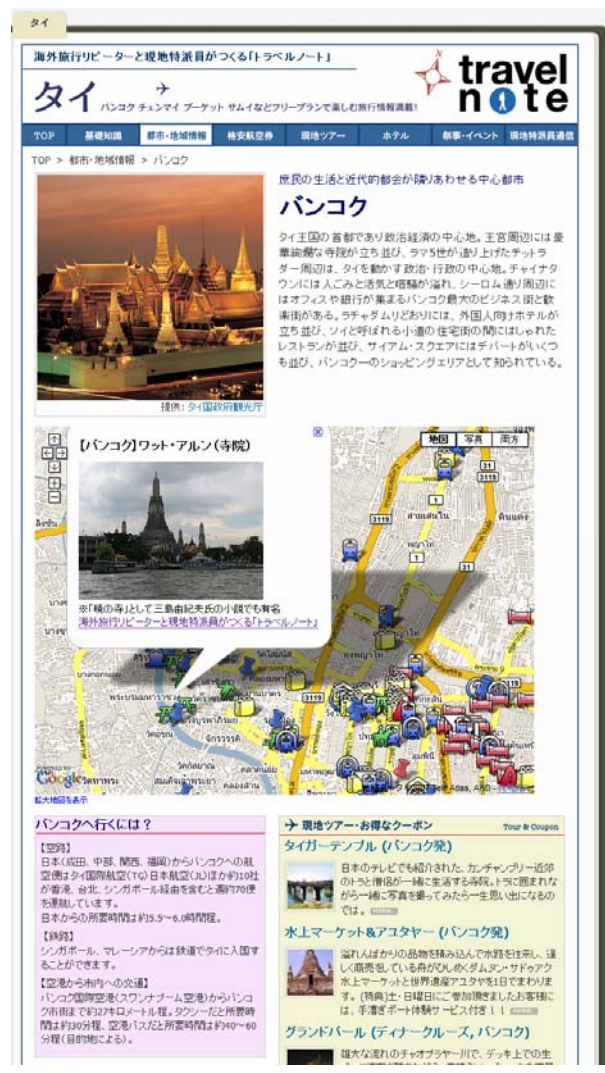 タイ
海外旅行リピーターと現地特派員がつくる「トラベルノート」
travel
note
タイ
バンコク チェンマイ プーケット サムイなどフリープランで楽しむ旅行情報満載!
TOP 基礎知識 都市・地域情報 格安航空券 現地ツアー ホテル 祭事・イベント 現地特派員通信
TOP > 都市・地域情報 > バンコク
庶民の生活と近代的都会が隣りあわせる中心都市
バンコク
タイ王国の首都であり政治経済の中心地。王宮周辺には豪
華絢爛な寺院が立ち並び、ラマ5世が造り上げたチットラ
ダー周辺は、タイを動かす政治・行政の中心地。チャイナタ
ウンには人ごみと活気と喧騒が溢れ、シーロム通り周辺に
はオフィスや銀行が集まるバンコク最大のビジネス街と歓
楽街がある。ラチャダムリどおりには、外国人向けホテルが
立ち並び、ソイと呼ばれる小道の住宅街の間にはしゃれた
レストランが並び、サイアム・スクエアにはデパートがいくつ
も並び、バンコク一のショッピングエリアとして知られている。
提供: タイ国政府観光庁
【バンコク】ワット・アルン(寺院)
※「暁の寺」として三島由紀夫氏の小説でも有名
海外旅行リピーターと現地特派員がつくる「トラベルノート」
地図 写真 両方
31
3119
1
สามเสนใน
ดินแดง
พญาไท
1
31
3119
Google
拡大地図を表示
バンコクへ行くには?
【空路】
日本(成田、中部、関西、福岡)からバンコクへの航
空便はタイ国際航空(TG)日本航空(JL)ほか約10社
が香港、台北、シンガポール経由を含むと週約70便
を運航しています。
日本からの所要時間は約5.5~6.0時間程。
【鉄路】
シンガポール、マレーシアからは鉄道でタイに入国す
ることができます。
【空港から市内への交通】
バンコク国際空港(スワンナプーム空港)からバンコ
ク市街まで約27キロメートル程。タクシーだと所要時
間は約30分程、空港バスだと所要時間は約40~60
分程(目的地による)。
現地ツアー・お得なクーポン Tour & Coupon
タイガーテンプル (バンコク発)
日本のテレビでも紹介された、カンチャンブリー近郊
のトラと僧侶が一緒に生活する寺院。トラに囲まれな
がら一緒に写真を撮ってみたら一生思い出になるの
では。
水上マーケット&アユタヤー (バンコク発)
溢れんばかりの品物を積み込んで水路を往来し、逞
しく商売をしている舟がひしめくダムヌン・サドゥアク
水上マーケットと世界遺産アユタヤを1日でまわりま
す。(特典)土・日曜日にご参加頂きましたお客様に
は、手漕ぎボート体験サービス付き!!
グランドパール (ディナークルーズ, バンコク)
雄大な流れのチャオプラヤー川で、デッキ上での生